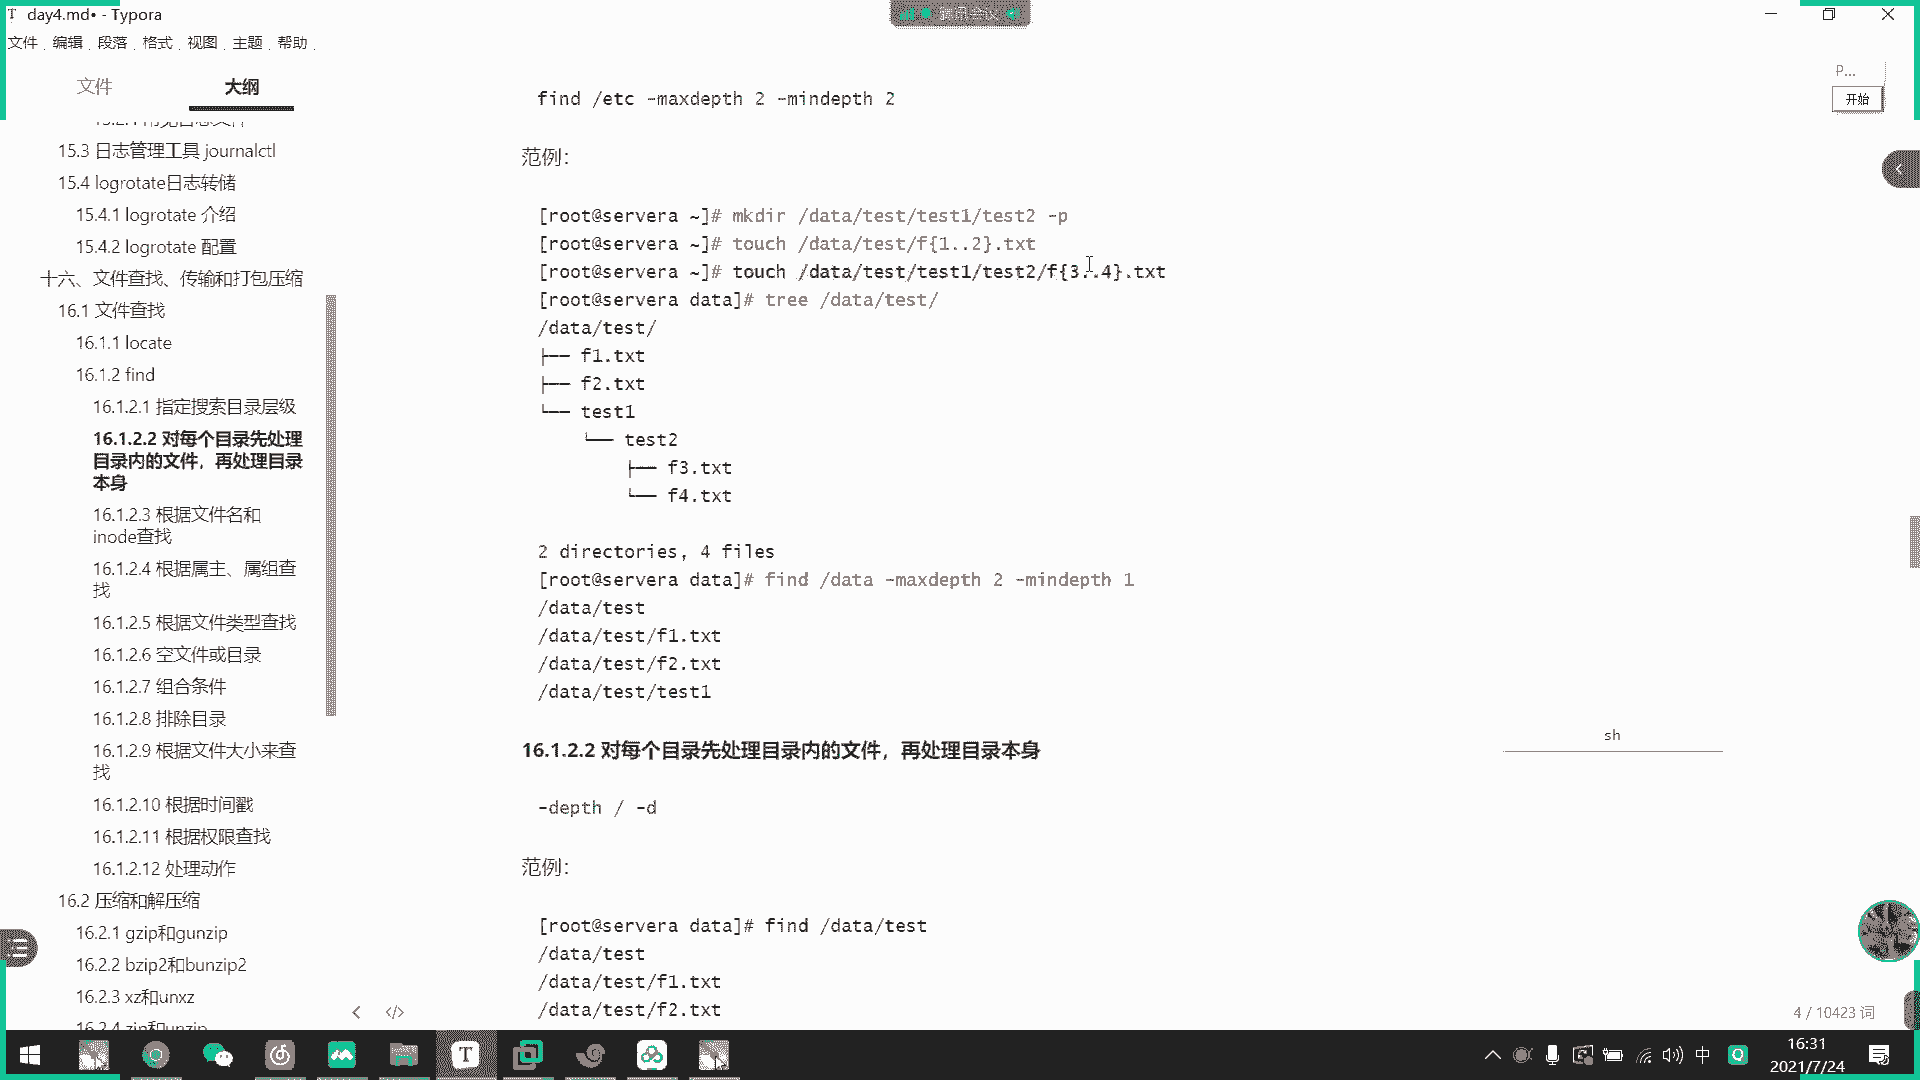 day4.md• - Typora
腾讯会议
文件 编辑 段落 格式 视图 主题 帮助
文件
大纲
15.3 日志管理工具 journalctl
15.4 logrotate日志转储
15.4.1 logrotate 介绍
15.4.2 logrotate 配置
十六、文件查找、传输和打包压缩
16.1 文件查找
16.1.1 locate
16.1.2 find
16.1.2.1 指定搜索目录层级
16.1.2.2 对每个目录先处理
目录内的文件，再处理目录
本身
16.1.2.3 根据文件名和
inode查找
16.1.2.4 根据属主、属组查
找
16.1.2.5 根据文件类型查找
16.1.2.6 空文件或目录
16.1.2.7 组合条件
16.1.2.8 排除目录
16.1.2.9 根据文件大小来查
找
16.1.2.10 根据时间戳
16.1.2.11 根据权限查找
16.1.2.12 处理动作
16.2 压缩和解压缩
16.2.1 gzip和gunzip
16.2.2 bzip2和bunzip2
16.2.3 xz和unxz
16.2.4 zip和unzip
find /etc -maxdepth 2 -mindepth 2
范例：
[root@servera ~]# mkdir /data/test/test1/test2 -p
[root@servera ~]# touch /data/test/f{1..2}.txt
[root@servera ~]# touch /data/test/test1/test2/f{3..4}.txt
[root@servera data]# tree /data/test/
/data/test/
├── f1.txt
├── f2.txt
└── test1
└── test2
├── f3.txt
└── f4.txt
2 directories, 4 files
[root@servera data]# find /data -maxdepth 2 -mindepth 1
/data/test
/data/test/f1.txt
/data/test/f2.txt
/data/test/test1
16.1.2.2 对每个目录先处理目录内的文件，再处理目录本身
sh
-depth / -d
范例：
[root@servera data]# find /data/test
/data/test
/data/test/f1.txt
/data/test/f2.txt
P...
开始
4 / 10423 词
中
16:31
2021/7/24